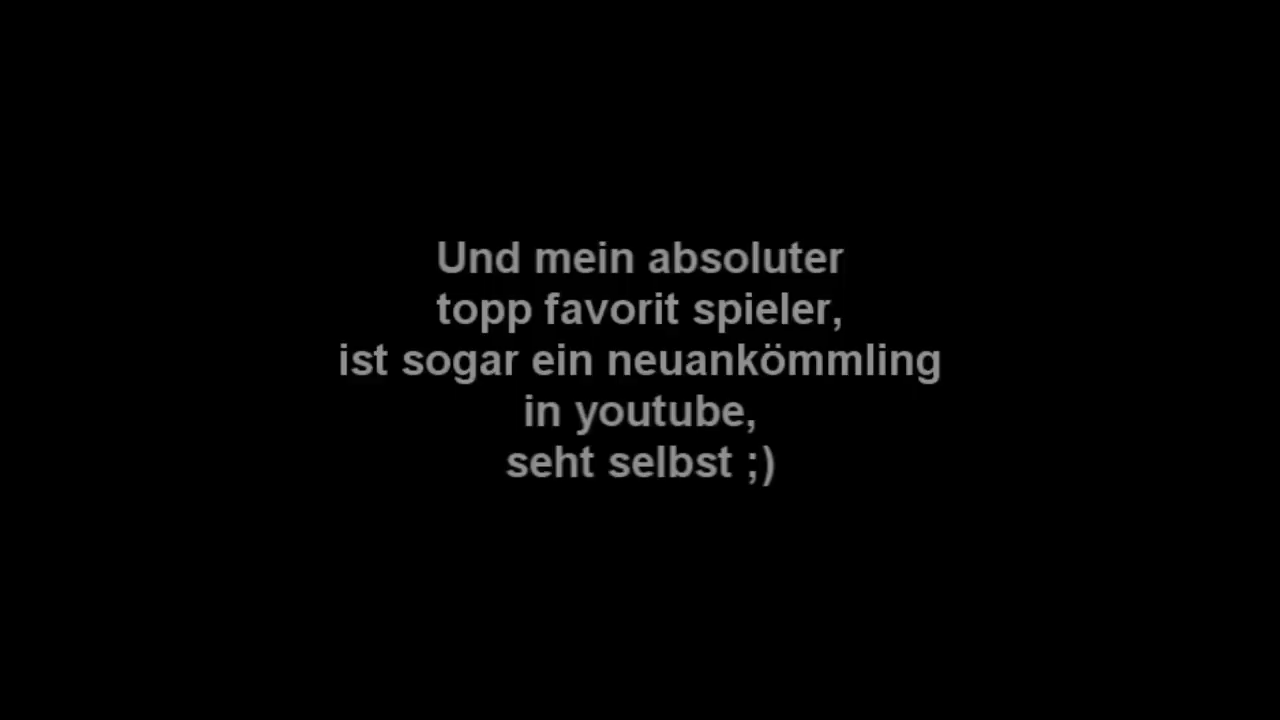 Und mein absoluter
topp favorit spieler,
ist sogar ein neuankömmling
in youtube,
seht selbst ;)